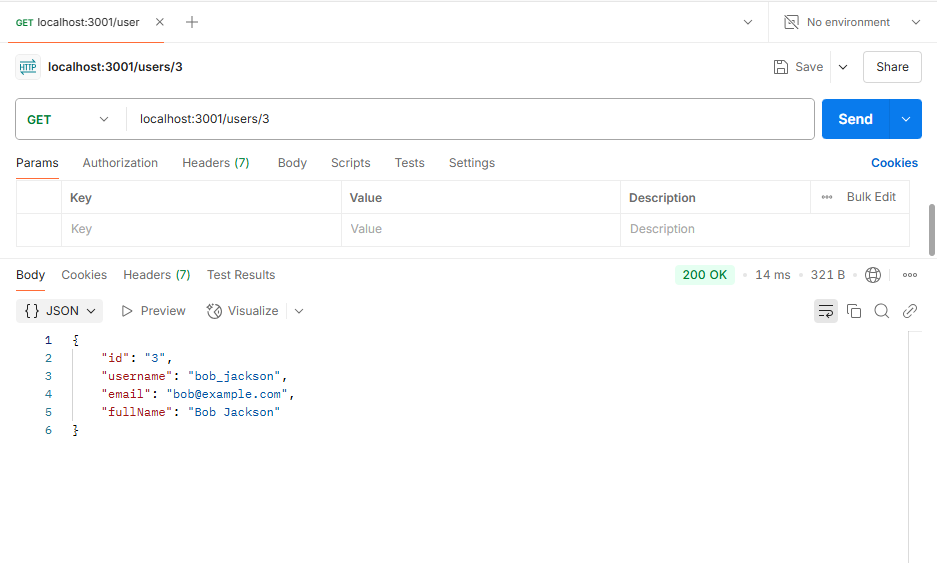 GET localhost:3001/user
No environment
HTTP localhost:3001/users/3
Save
Share
GET localhost:3001/users/3
Send
Params Authorization Headers (7) Body Scripts Tests Settings
Cookies
Key Value Description Bulk Edit
Key Value Description
Body Cookies Headers (7) Test Results
200 OK • 14 ms • 321 B
{} JSON Preview Visualize
1 {
2 "id": "3",
3 "username": "bob_jackson",
4 "email": "bob@example.com",
5 "fullName": "Bob Jackson"
6 }